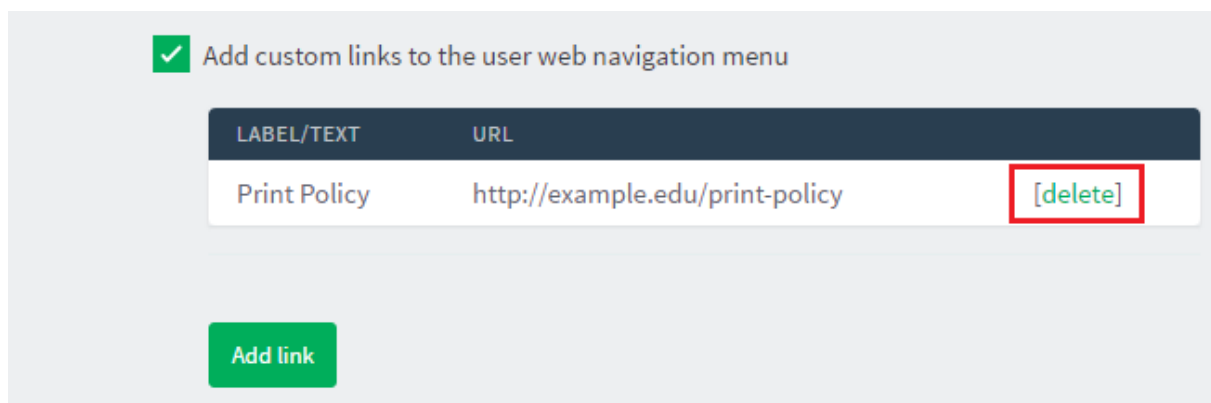 Add custom links to the user web navigation menu
LABEL/TEXT URL
Print Policy http://example.edu/print-policy [delete]
Add link